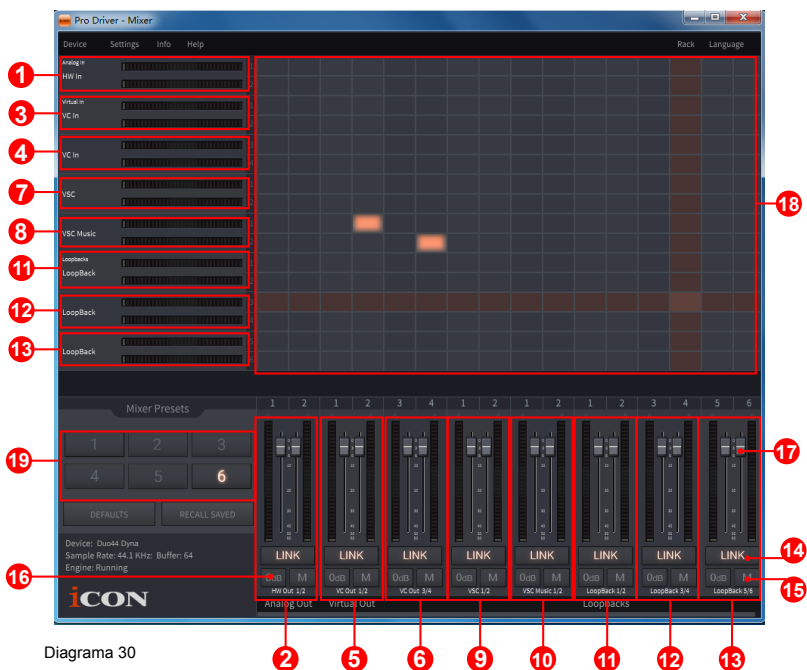 Pro Driver - Mixer
Device Settings Info Help Rack Language
Analog In
1 HW In
Virtual In
3 VC In
4 VC In
7 VSC
18
8 VSC Music
Loopbacks
11 LoopBack
12 LoopBack
13 LoopBack
1 2 1 2 3 4 1 2 1 2 1 2 3 4 5 6
Mixer Presets
1 2 3
19
17
4 5 6
DEFAULTS RECALL SAVED
Device: Duo44 Dyna
Sample Rate: 44.1 KHz: Buffer: 64
Engine: Running
LINK LINK LINK LINK LINK LINK LINK LINK 14
16 0dB M 0dB M 0dB M 0dB M 0dB M 0dB M 0dB M 0dB M 15
HW Out 1/2 VC Out 1/2 VC Out 3/4 VSC 1/2 VSC Music 1/2 LoopBack 1/2 LoopBack 3/4 LoopBack 5/6
iCON
Analog Out Virtual Out Loopbacks
Diagrama 30
2 5 6 9 10 11 12 13